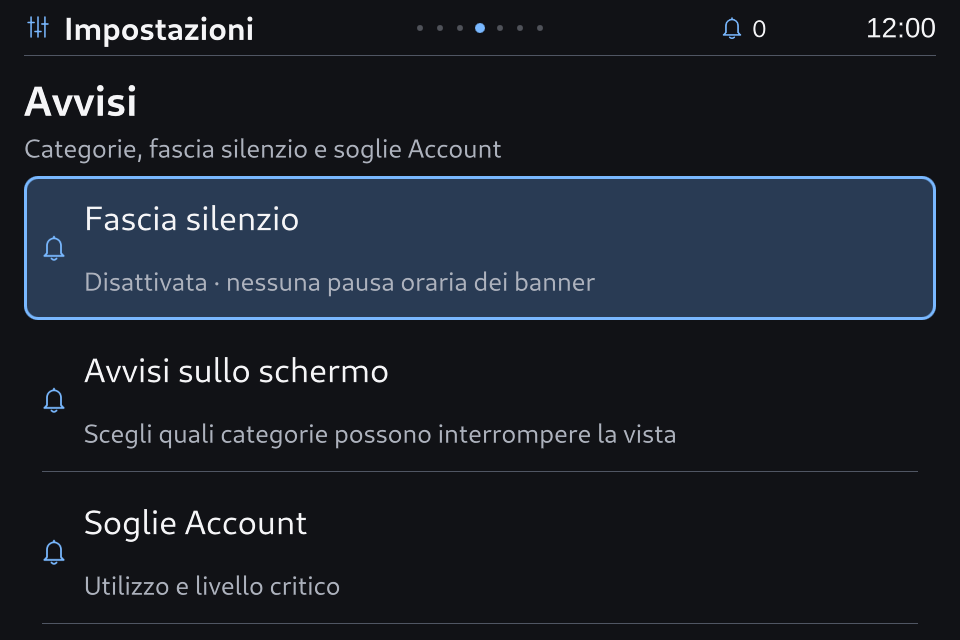 Impostazioni
0
12:00
Avvisi
Categorie, fascia silenzio e soglie Account
Fascia silenzio
Disattivata · nessuna pausa oraria dei banner
Avvisi sullo schermo
Scegli quali categorie possono interrompere la vista
Soglie Account
Utilizzo e livello critico